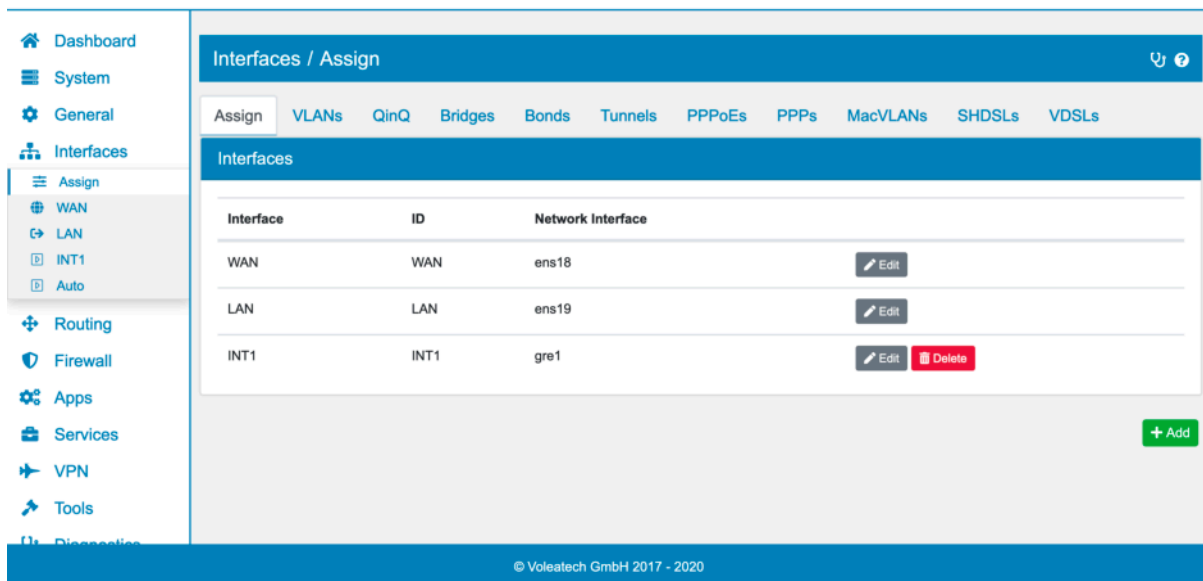 Dashboard
System
General
Interfaces
Assign
WAN
LAN
INT1
Auto
Routing
Firewall
Apps
Services
VPN
Tools
Diagnostics
Interfaces / Assign
Assign VLANs QinQ Bridges Bonds Tunnels PPPoEs PPPs MacVLANs SHDSLs VDSLs
Interfaces
Interface ID Network Interface
WAN WAN ens18 Edit
LAN LAN ens19 Edit
INT1 INT1 gre1 Edit Delete
+ Add
© Voleatech GmbH 2017 - 2020